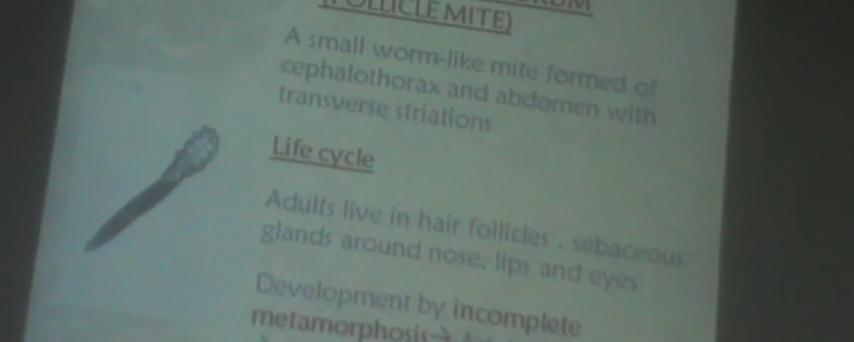 (FOLLICLE MITE)
A small worm-like mite formed of
cephalothorax and abdomen with
transverse striations
Life cycle
Adults live in hair follicles , sebaceous
glands around nose, lips and eyes
Development by incomplete
metamorphosis→